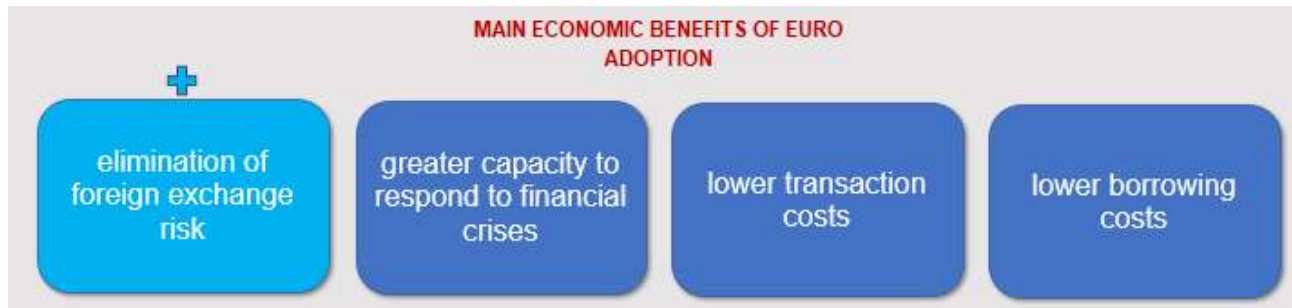 MAIN ECONOMIC BENEFITS OF EURO
ADOPTION
elimination of
foreign exchange
risk
greater capacity to
respond to financial
crises
lower transaction
costs
lower borrowing
costs